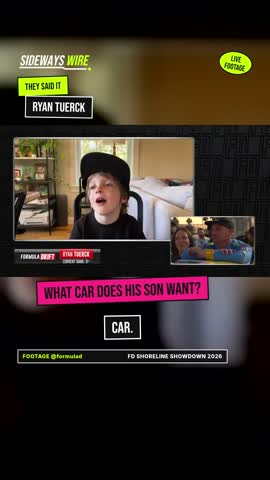 SIDEWAYS WIRE.
LIVE
FOOTAGE
THEY SAID IT
RYAN TUERCK
FORMULA DRIFT
RYAN TUERCK
WHAT CAR DOES HIS SON WANT?
CAR.
FOOTAGE @formulad
FD SHORELINE SHOWDOWN 2026